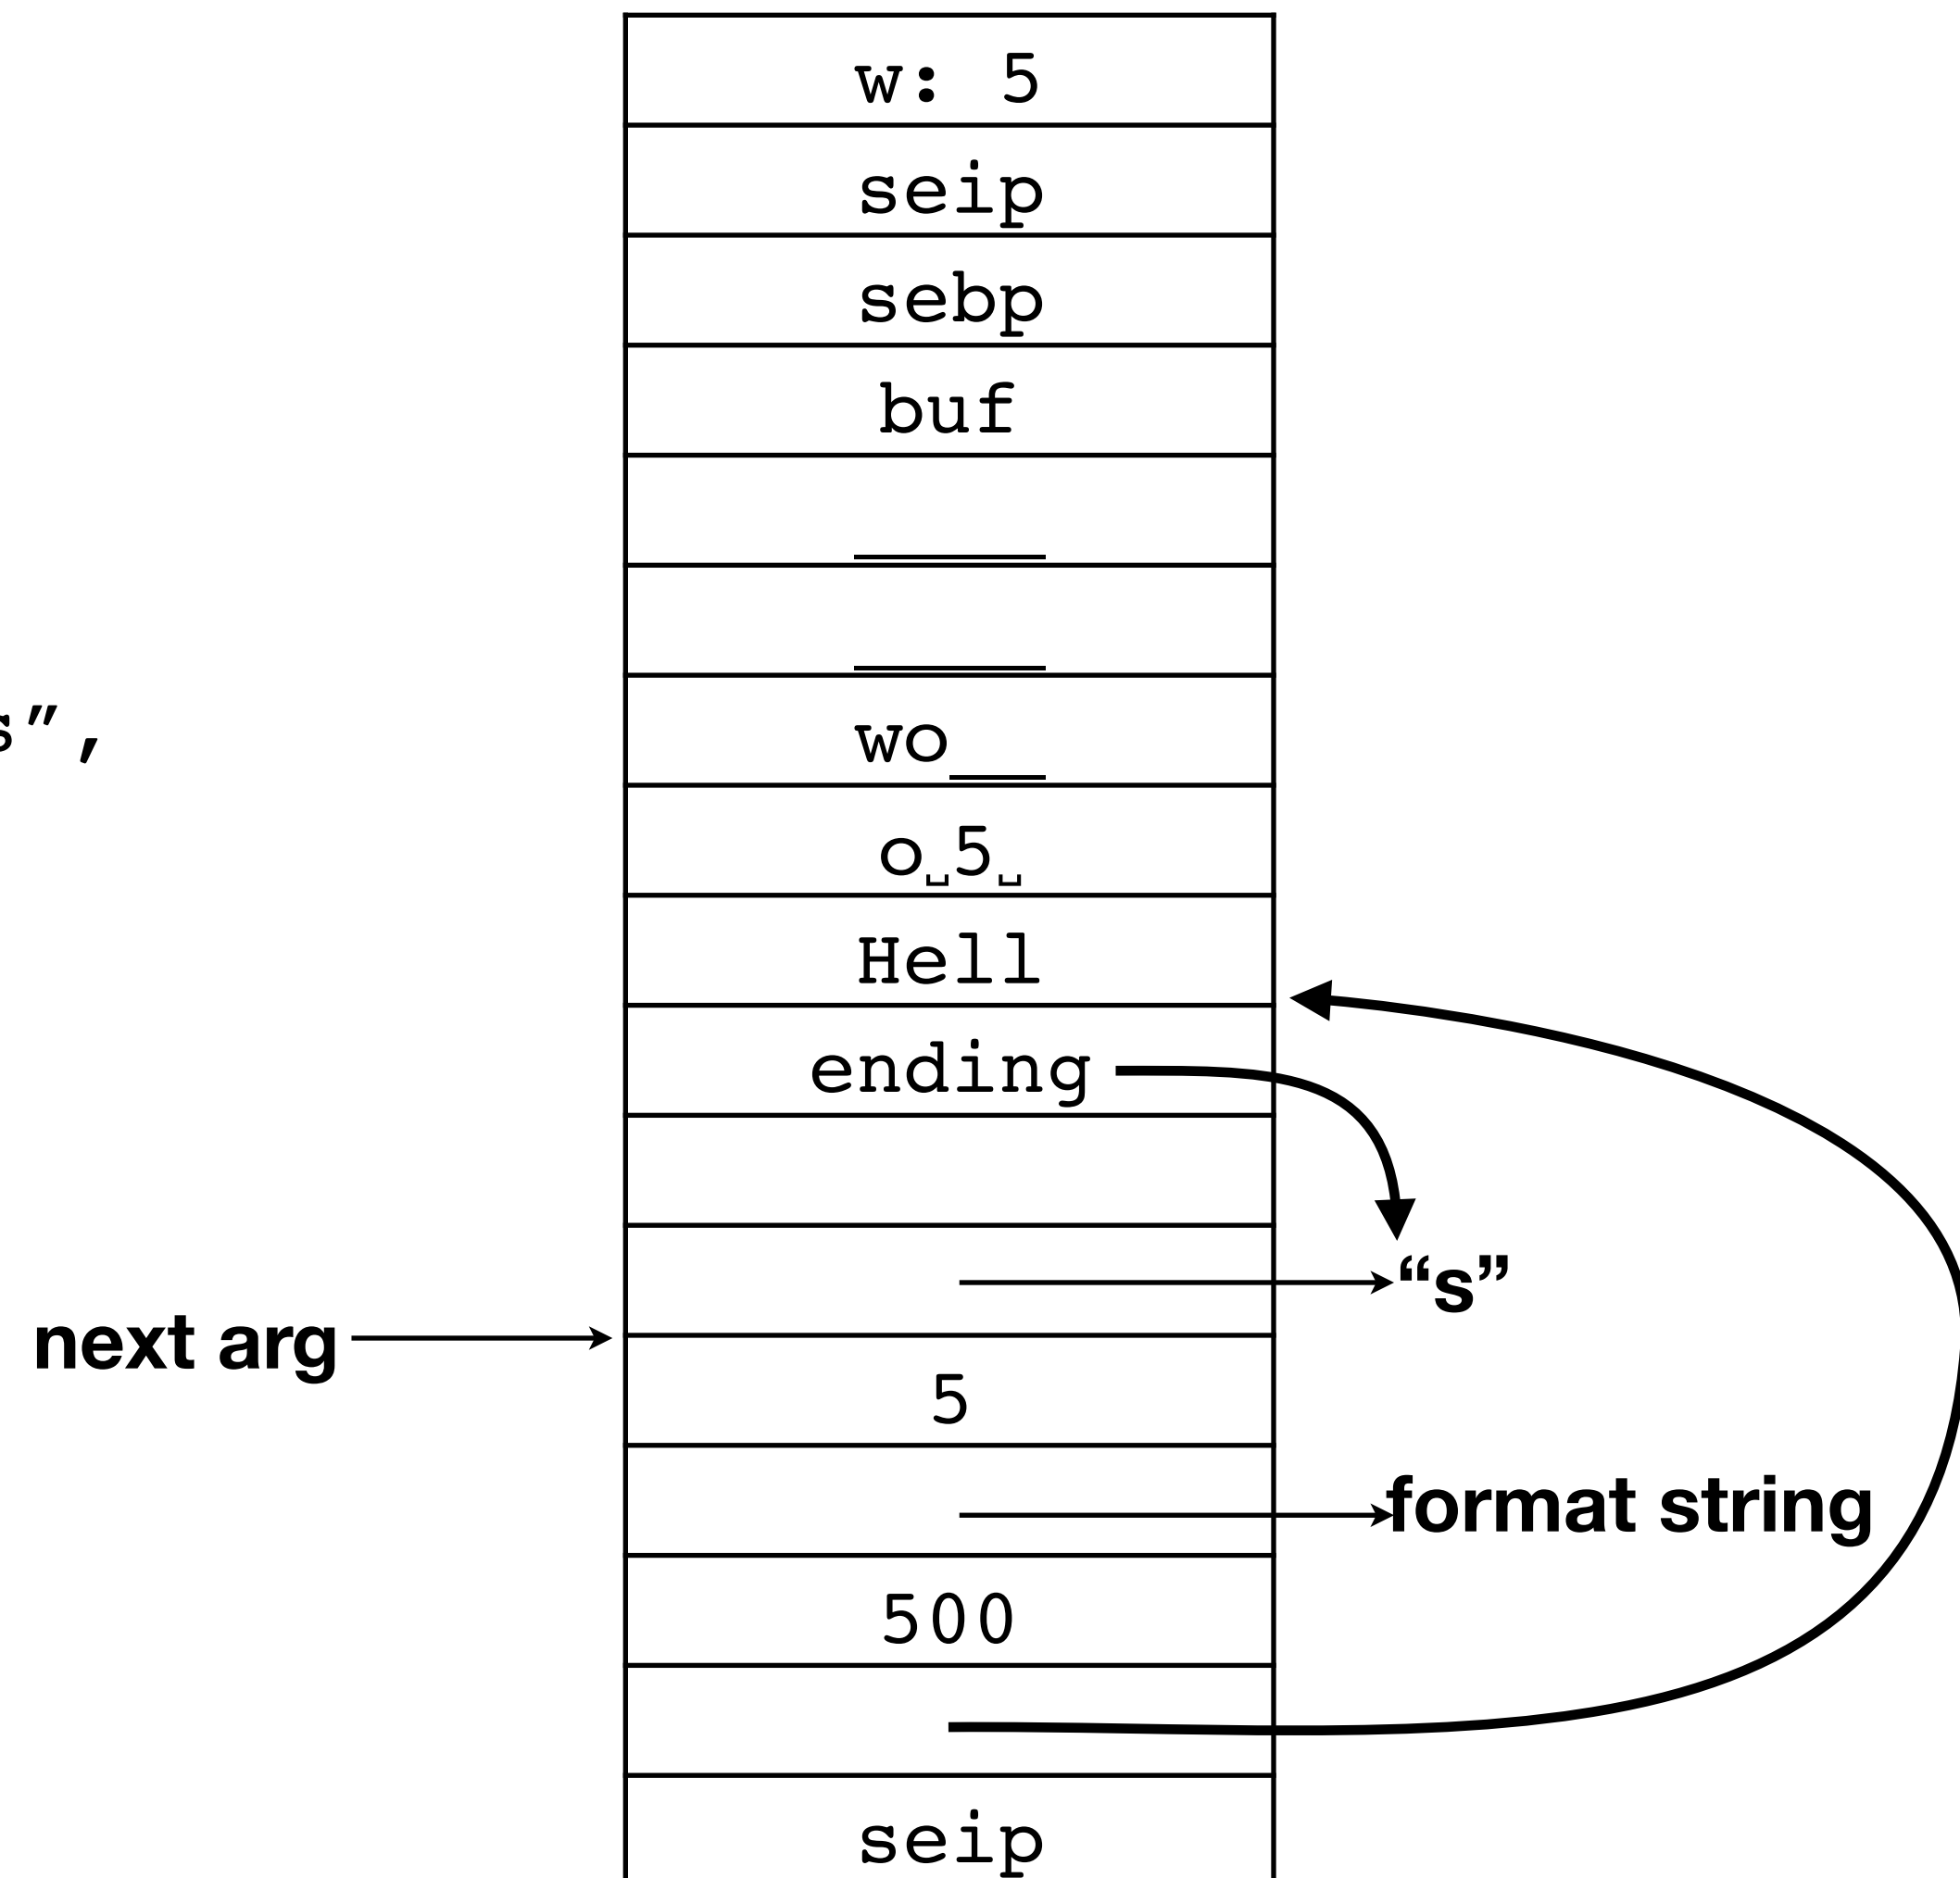 w: 5
seip
sebp
buf
____
____
s”,
wo__
o␣5␣
Hell
ending
“s”
next arg
5
format string
500
seip